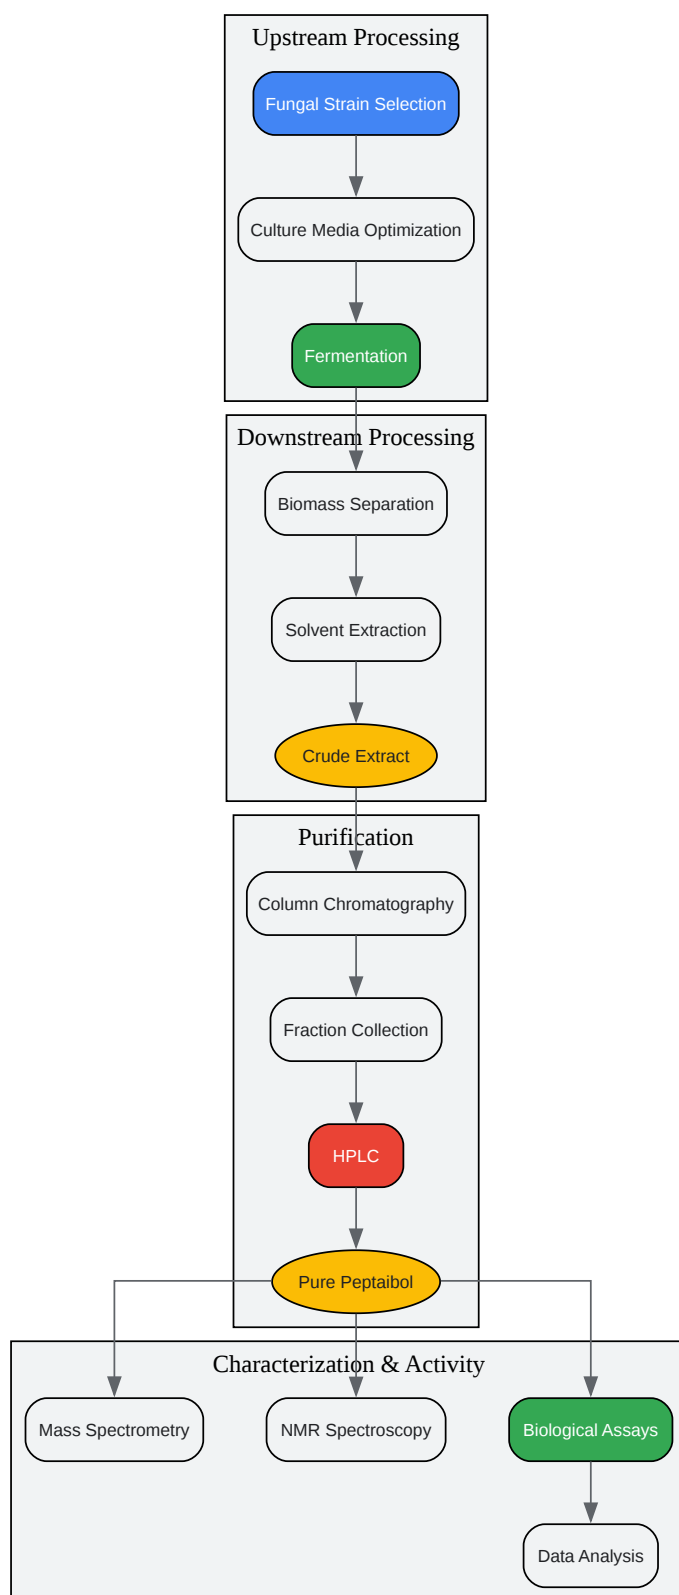 Upstream Processing
Fungal Strain Selection
Culture Media Optimization
Fermentation
Downstream Processing
Biomass Separation
Solvent Extraction
Crude Extract
Purification
Column Chromatography
Fraction Collection
HPLC
Pure Peptaibol
Characterization & Activity
Mass Spectrometry
NMR Spectroscopy
Biological Assays
Data Analysis